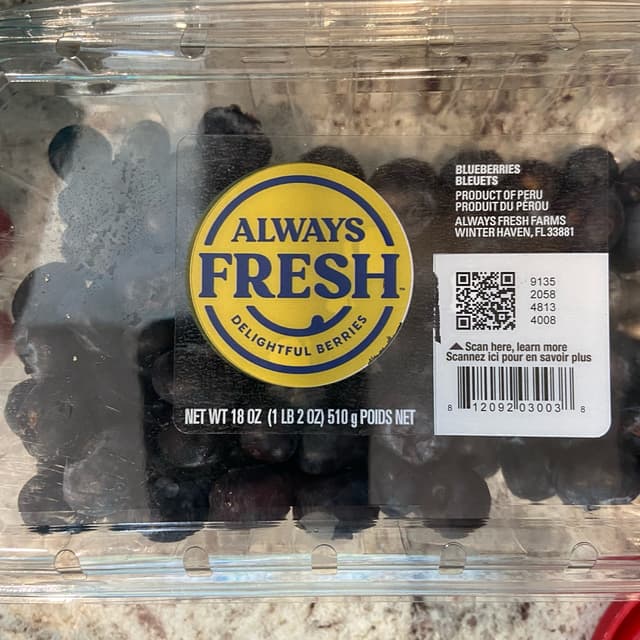 ALWAYS
FRESH™
DELIGHTFUL BERRIES
NET WT 18 OZ (1 LB 2 OZ) 510 g POIDS NET
BLUEBERRIES
BLEUETS
PRODUCT OF PERU
PRODUIT DU PÉROU
ALWAYS FRESH FARMS
WINTER HAVEN, FL 33881
9135
2058
4813
4008
Scan here, learn more
Scannez ici pour en savoir plus
8 12092 03003 8